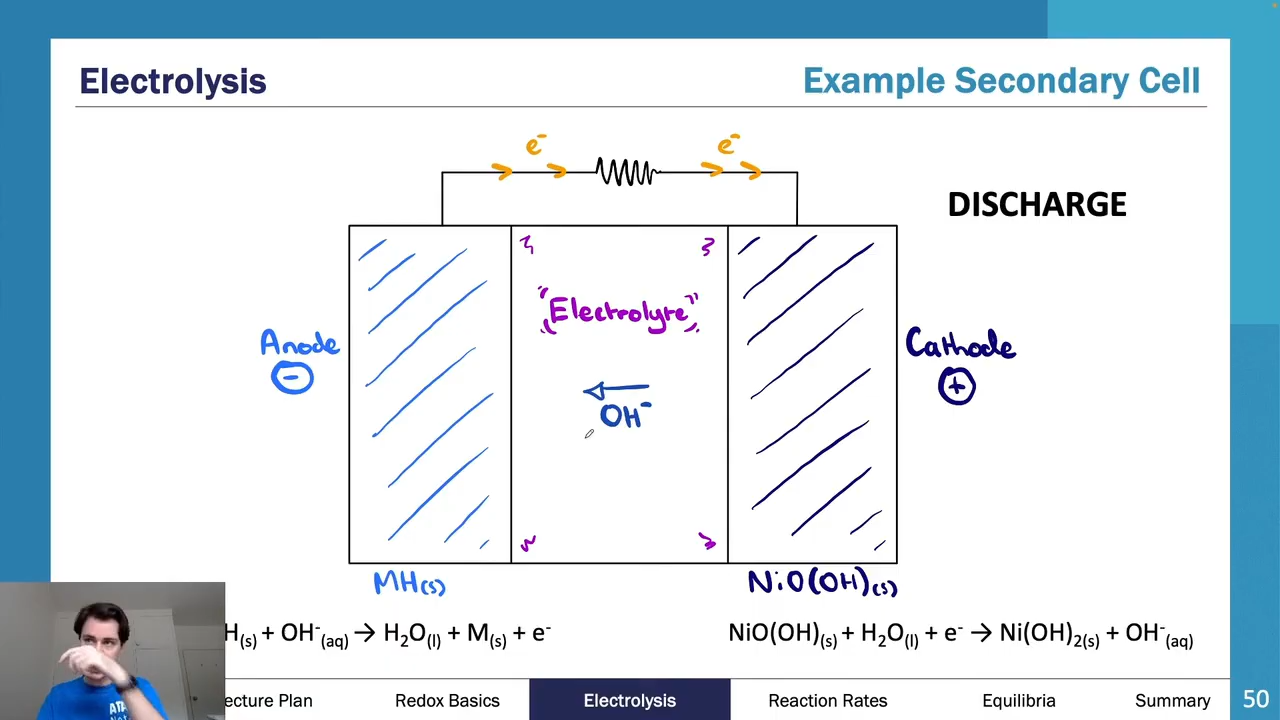 Electrolysis
Example Secondary Cell
e⁻
e⁻
DISCHARGE
"Electrolyte"
Anode
−
Cathode
+
OH⁻
MH(s)
NiO(OH)(s)
H(s) + OH⁻(aq) → H₂O(l) + M(s) + e⁻
NiO(OH)(s) + H₂O(l) + e⁻ → Ni(OH)₂(s) + OH⁻(aq)
ecture Plan
Redox Basics
Electrolysis
Reaction Rates
Equilibria
Summary
50